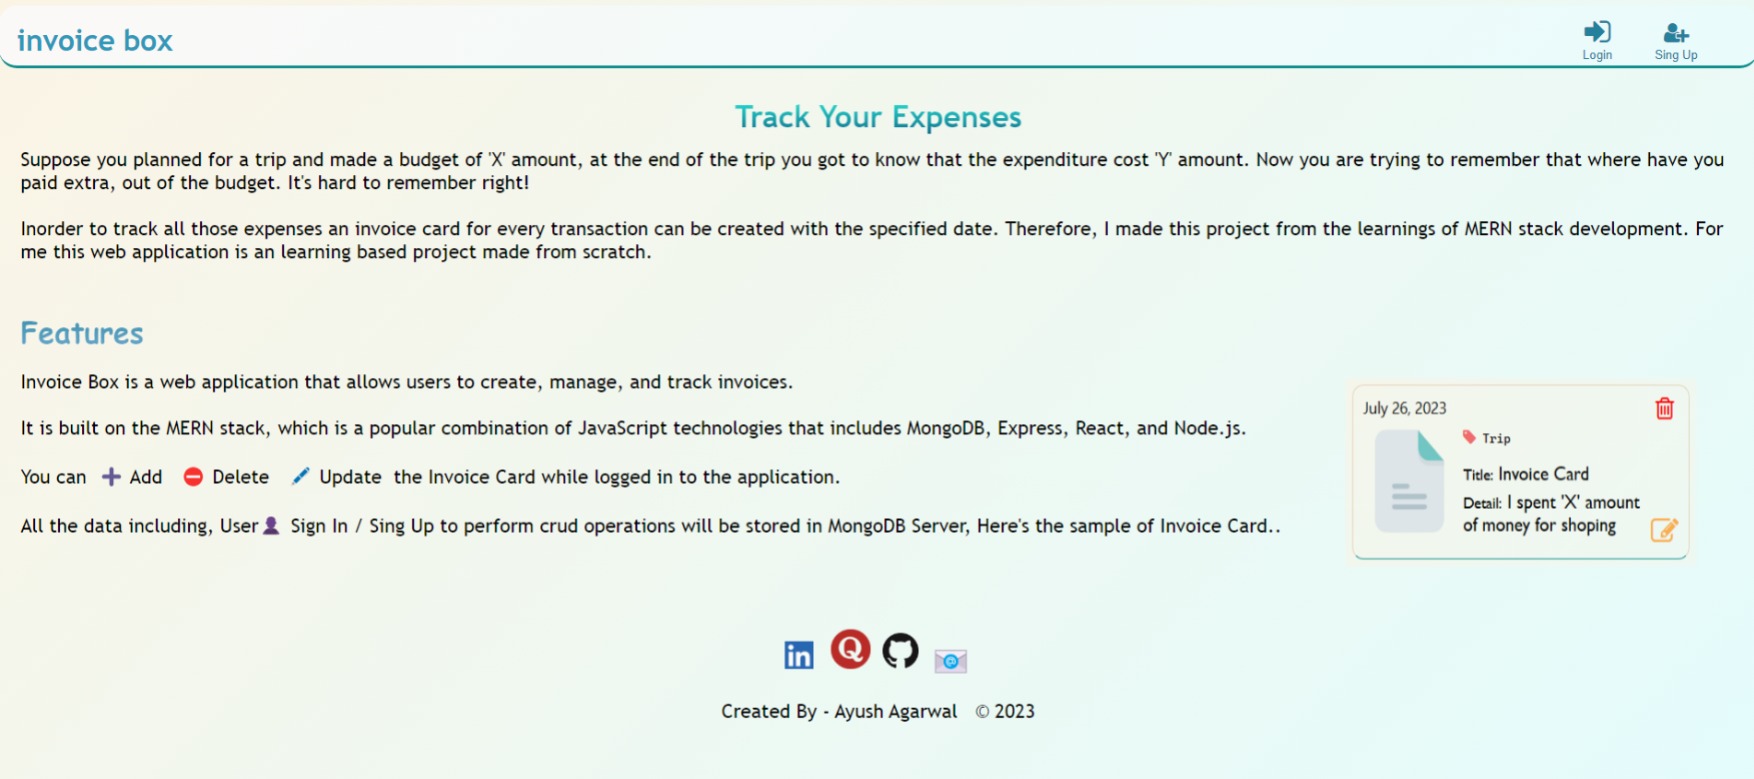 invoice box
Login
Sing Up
Track Your Expenses
Suppose you planned for a trip and made a budget of 'X' amount, at the end of the trip you got to know that the expenditure cost 'Y' amount. Now you are trying to remember that where have you
paid extra, out of the budget. It's hard to remember right!
Inorder to track all those expenses an invoice card for every transaction can be created with the specified date. Therefore, I made this project from the learnings of MERN stack development. For
me this web application is an learning based project made from scratch.
Features
Invoice Box is a web application that allows users to create, manage, and track invoices.
It is built on the MERN stack, which is a popular combination of JavaScript technologies that includes MongoDB, Express, React, and Node.js.
You can Add Delete Update the Invoice Card while logged in to the application.
All the data including, User Sign In / Sing Up to perform crud operations will be stored in MongoDB Server, Here's the sample of Invoice Card..
July 26, 2023
Trip
Title: Invoice Card
Detail: I spent 'X' amount
of money for shoping
in
Q
Created By - Ayush Agarwal © 2023